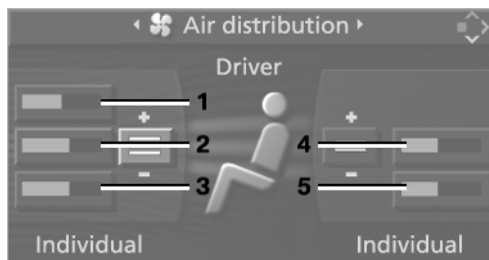 Air distribution
Driver
1
+
2
4
+
3
-
5
-
Individual
Individual